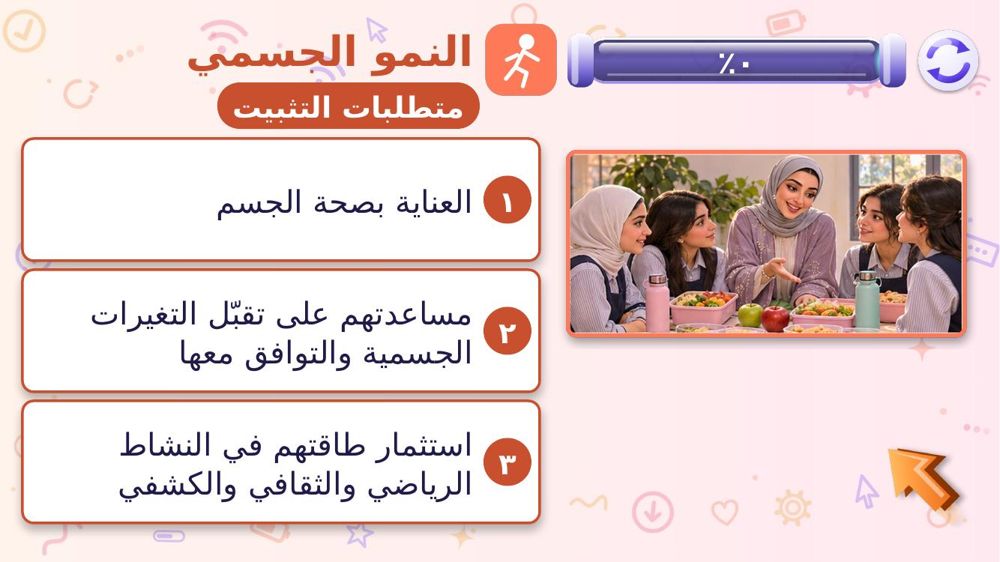 النمو الجسمي
٪٠
متطلبات التثبيت
١
العناية بصحة الجسم
٢
مساعدتهم على تقبّل التغيرات
الجسمية والتوافق معها
٣
استثمار طاقتهم في النشاط
الرياضي والثقافي والكشفي